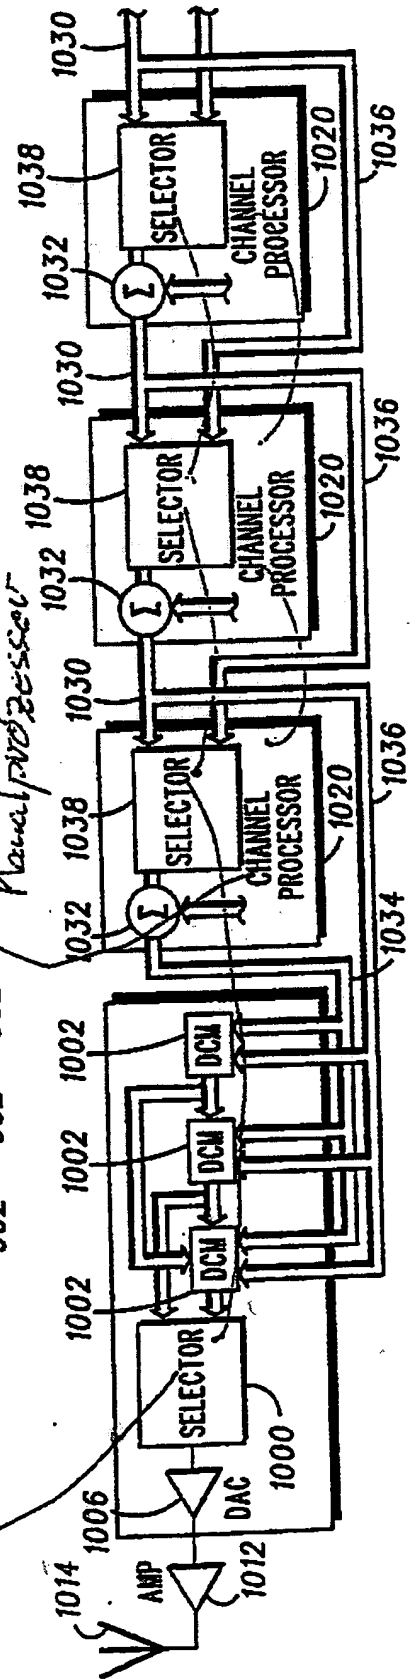 Kanalprozessor
1014
AMP
1012
1006
DAC
SELECTOR
1000
1002
DCM
1002
DCM
1002
DCM
1034
1032
Σ
1038
SELECTOR
CHANNEL
PROCESSOR
1020
1036
1030
1032
Σ
1038
SELECTOR
CHANNEL
PROCESSOR
1020
1036
1030
1032
Σ
1038
SELECTOR
CHANNEL
PROCESSOR
1020
1036
1030